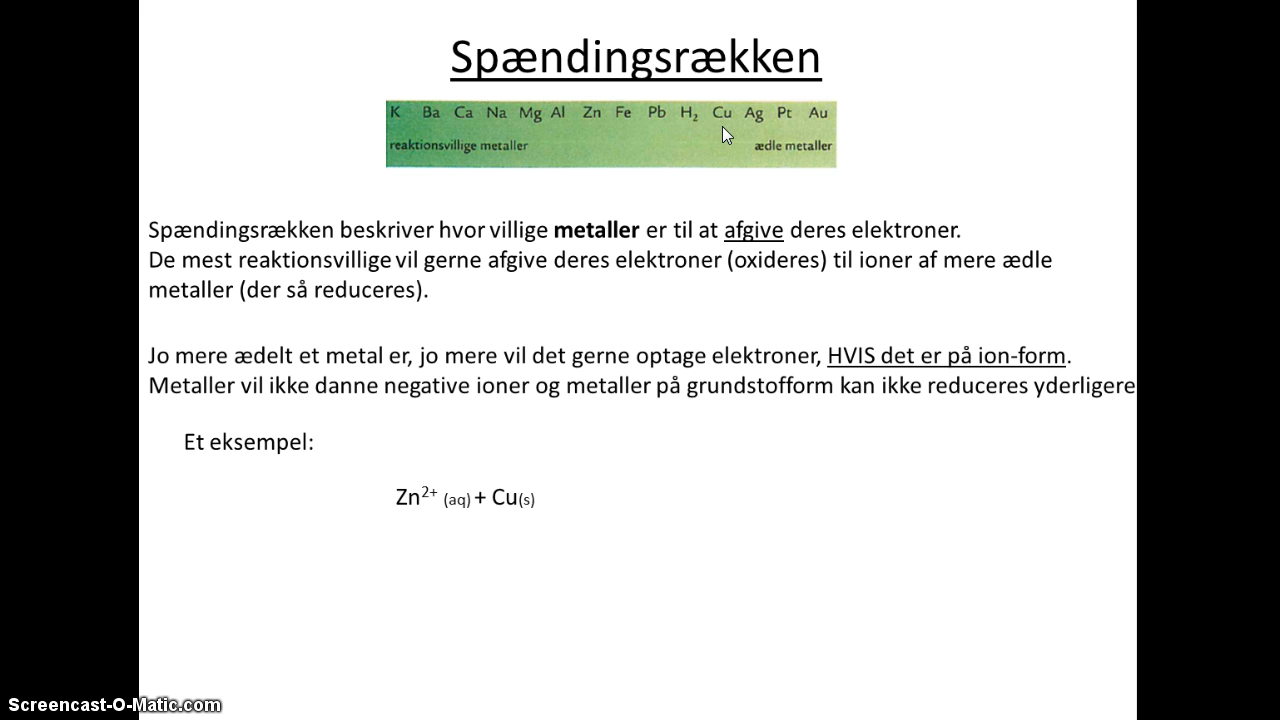 Spændingsrækken
K Ba Ca Na Mg Al Zn Fe Pb H₂ Cu Ag Pt Au
reaktionsvillige metaller ædle metaller
Spændingsrækken beskriver hvor villige metaller er til at afgive deres elektroner.
De mest reaktionsvillige vil gerne afgive deres elektroner (oxideres) til ioner af mere ædle
metaller (der så reduceres).
Jo mere ædelt et metal er, jo mere vil det gerne optage elektroner, HVIS det er på ion-form.
Metaller vil ikke danne negative ioner og metaller på grundstofform kan ikke reduceres yderligere
Et eksempel:
Zn²⁺ (aq) + Cu(s)
Screencast-O-Matic.com